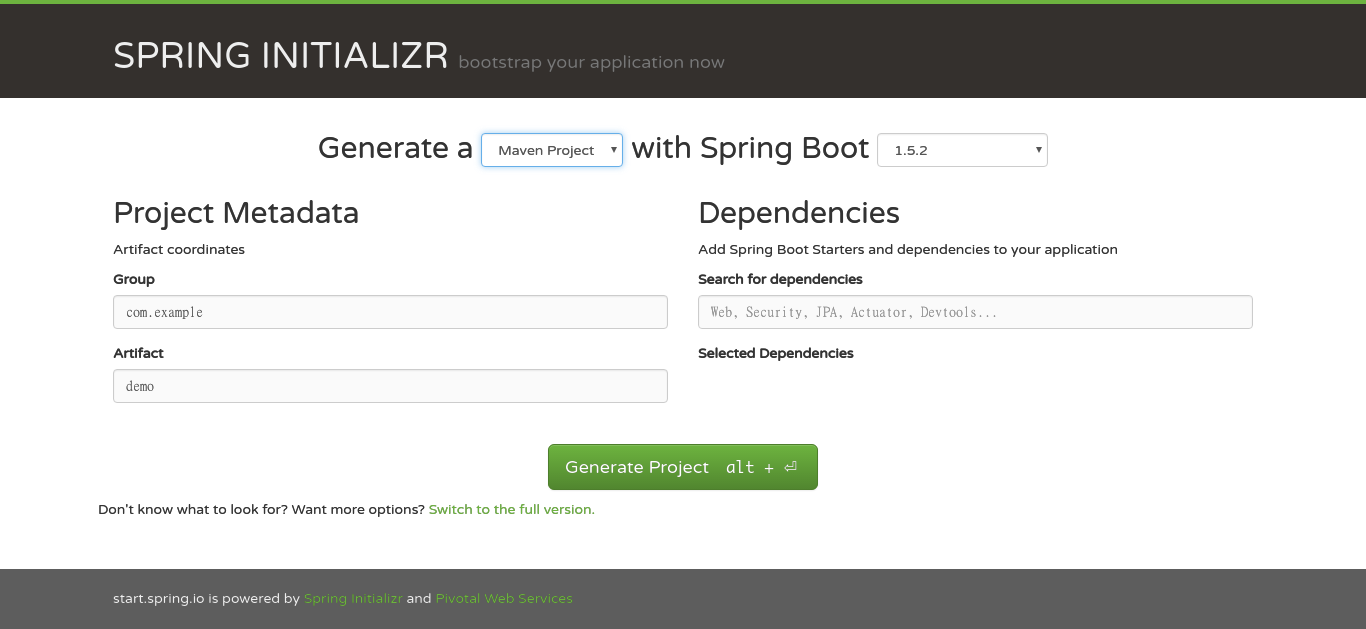 SPRING INITIALIZR bootstrap your application now
Generate a Maven Project with Spring Boot 1.5.2
Project Metadata
Artifact coordinates
Group
com.example
Artifact
demo
Dependencies
Add Spring Boot Starters and dependencies to your application
Search for dependencies
Web, Security, JPA, Actuator, Devtools...
Selected Dependencies
Generate Project alt + ⏎
Don't know what to look for? Want more options? Switch to the full version.
start.spring.io is powered by Spring Initializr and Pivotal Web Services